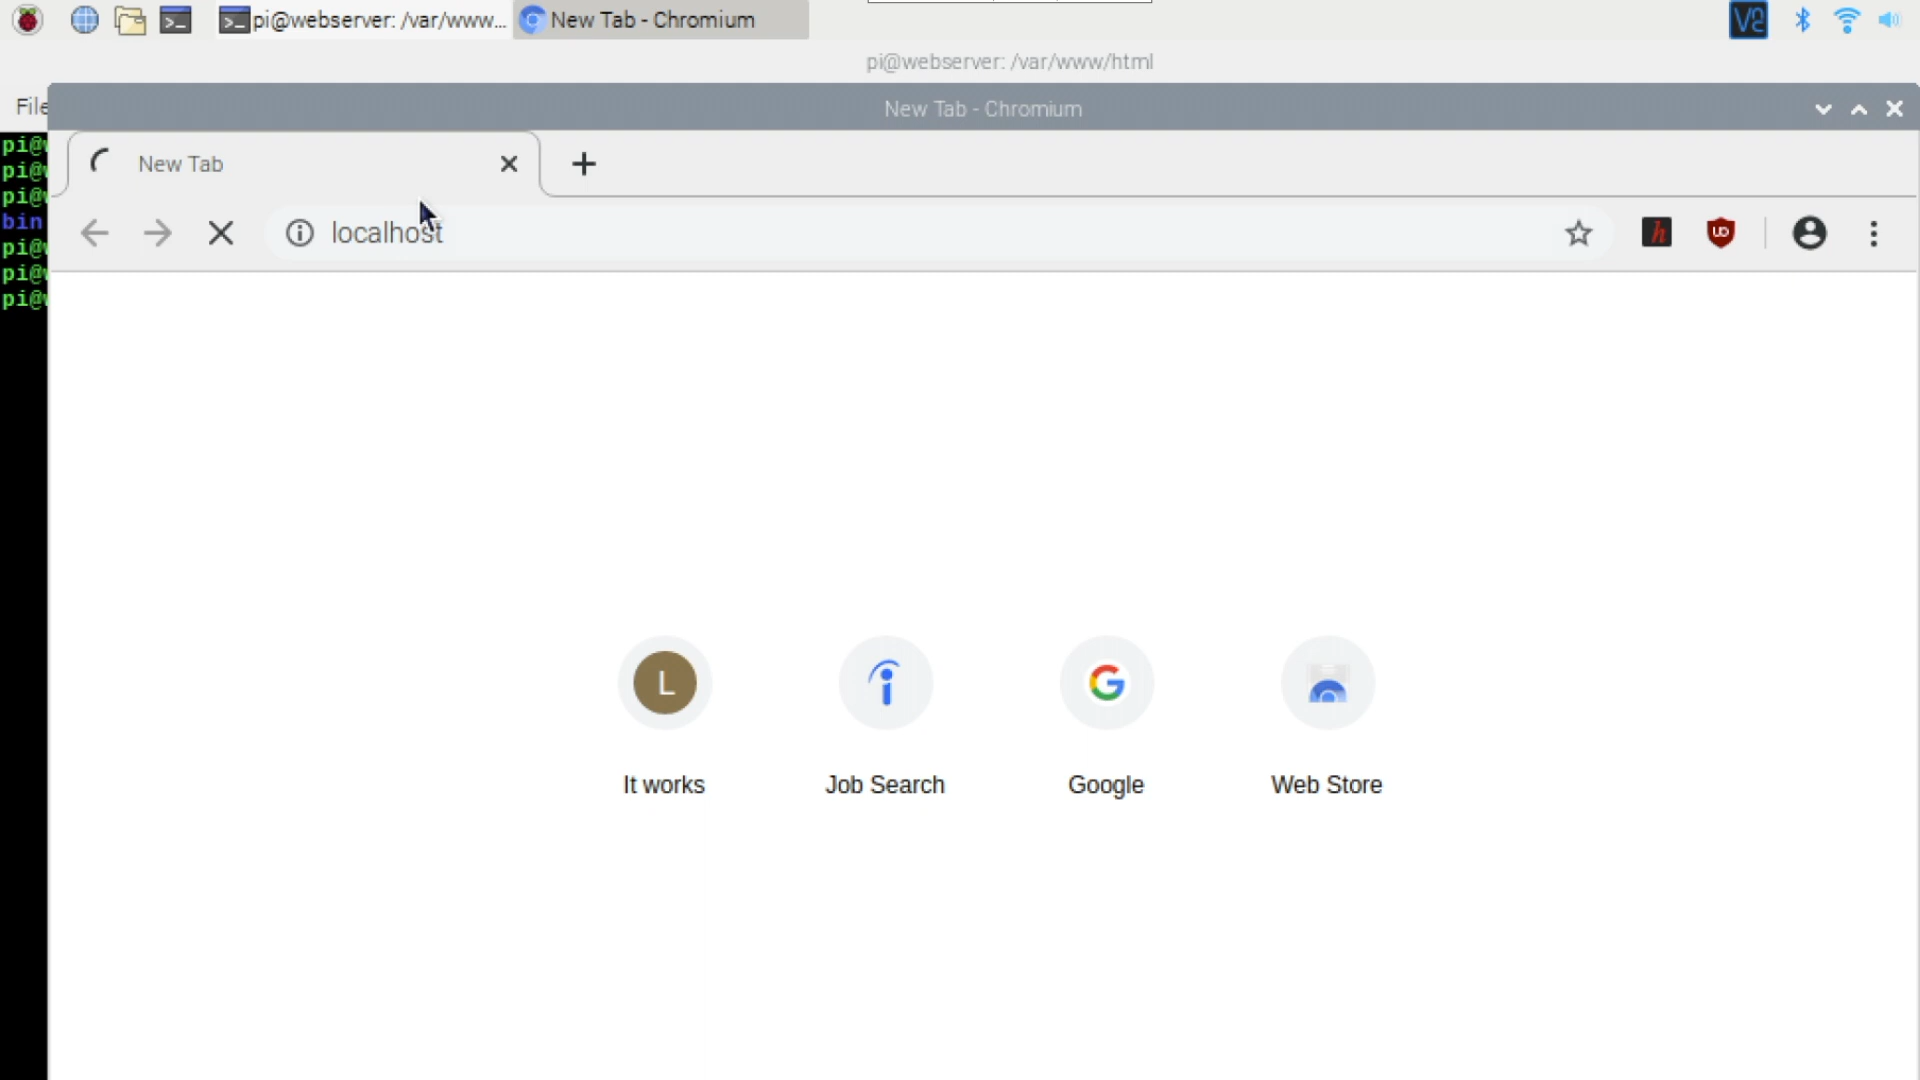 pi@webserver: /var/www...
New Tab - Chromium
pi@webserver: /var/www/html
File
New Tab - Chromium
pi@
pi@
pi@
bin
pi@
pi@
pi@
New Tab
localhost
L
It works
Job Search
Google
Web Store